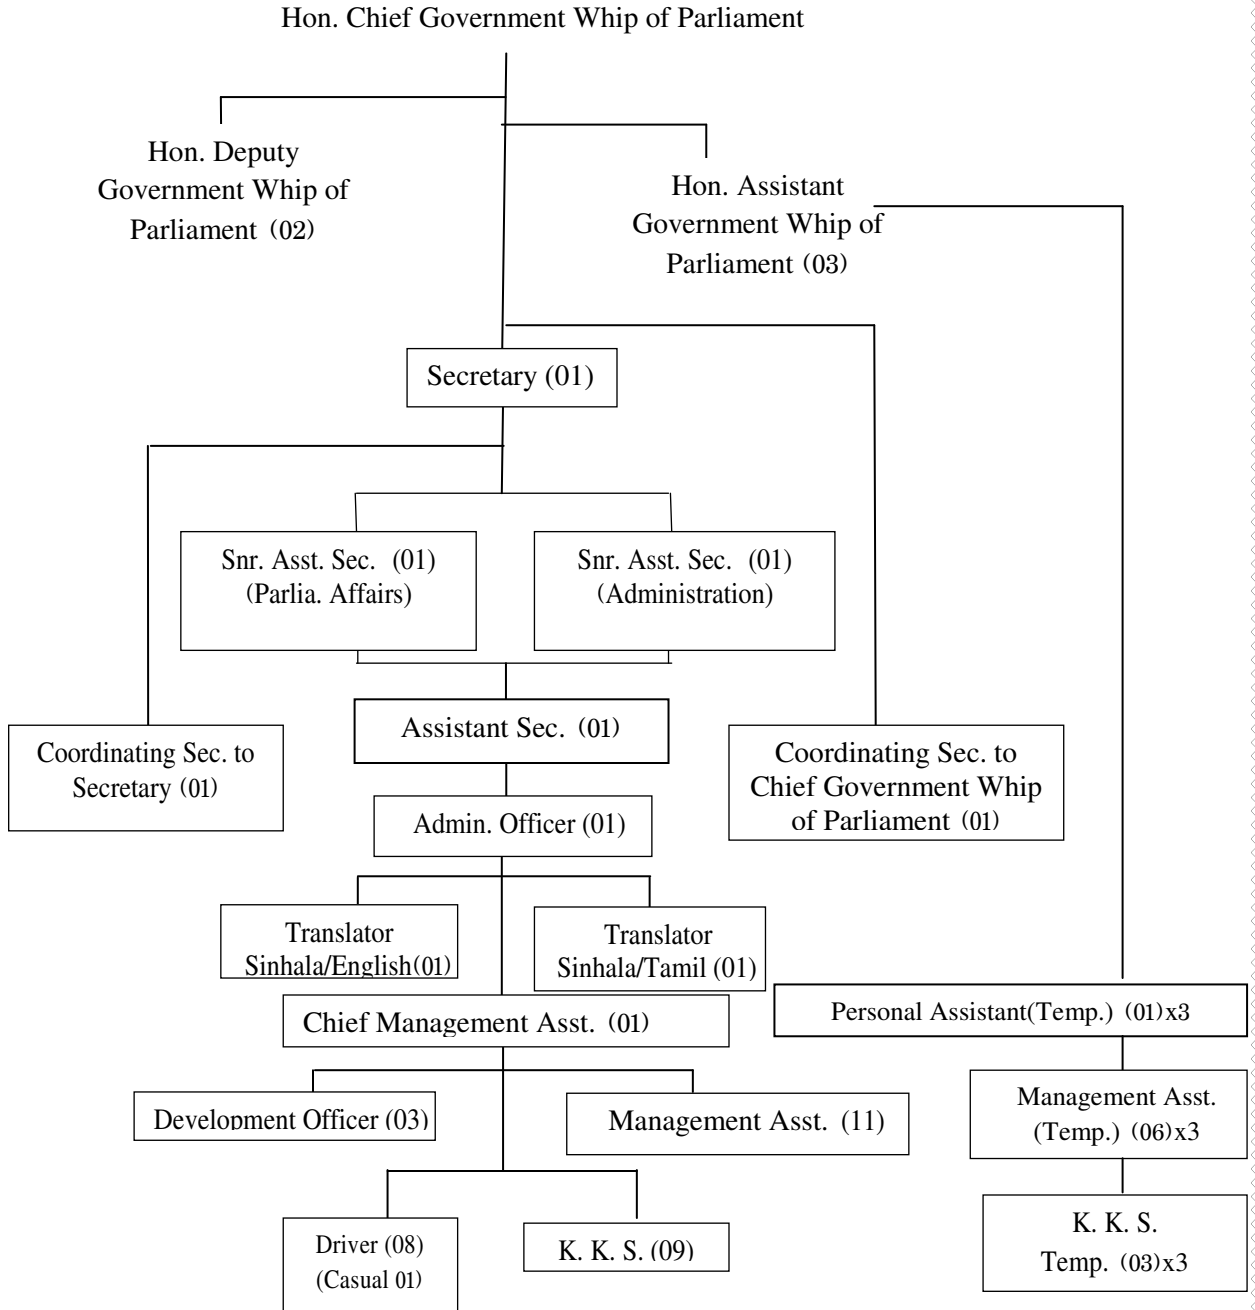 Hon. Chief Government Whip of Parliament
Hon. Deputy
Government Whip of
Parliament (02)
Hon. Assistant
Government Whip of
Parliament (03)
Secretary (01)
Snr. Asst. Sec. (01)
(Parlia. Affairs)
Snr. Asst. Sec. (01)
(Administration)
Assistant Sec. (01)
Coordinating Sec. to
Secretary (01)
Coordinating Sec. to
Chief Government Whip
of Parliament (01)
Admin. Officer (01)
Translator
Sinhala/English(01)
Translator
Sinhala/Tamil (01)
Chief Management Asst. (01)
Personal Assistant(Temp.) (01)x3
Development Officer (03)
Management Asst. (11)
Management Asst.
(Temp.) (06)x3
Driver (08)
(Casual 01)
K. K. S. (09)
K. K. S.
Temp. (03)x3